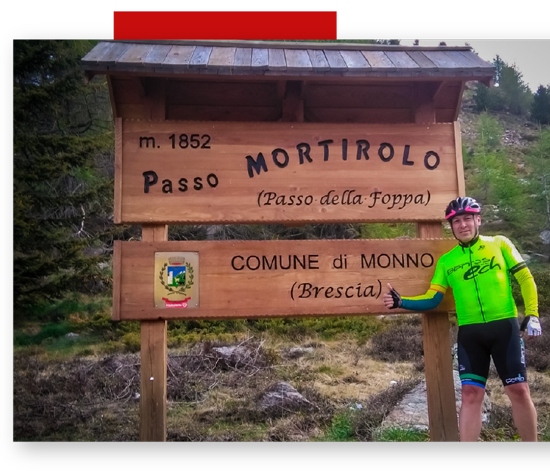 m. 1852
Passo MORTIROLO
(Passo della Foppa)
COMUNE di MONNO
(Brescia)